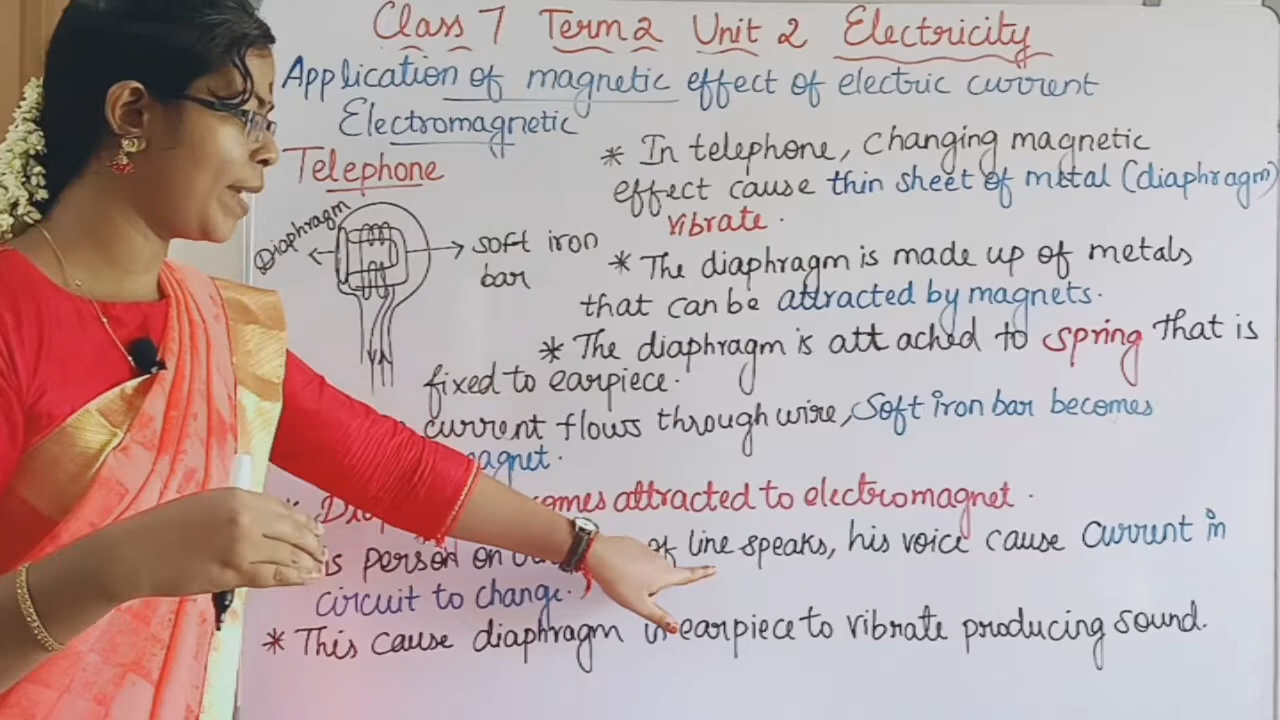 Class 7 Term 2 Unit 2 Electricity
Application of magnetic effect of electric current
Electromagnetic
Telephone
Diaphragm
soft iron
bar
* In telephone, changing magnetic
effect cause thin sheet of metal (diaphragm)
vibrate.
* The diaphragm is made up of metals
that can be attracted by magnets.
* The diaphragm is attached to spring that is
fixed to earpiece.
current flows through wire, Soft iron bar becomes
attracted to electromagnet.
person on of line speaks, his voice cause current in
circuit to change.
* This cause diaphragm in earpiece to vibrate producing sound.